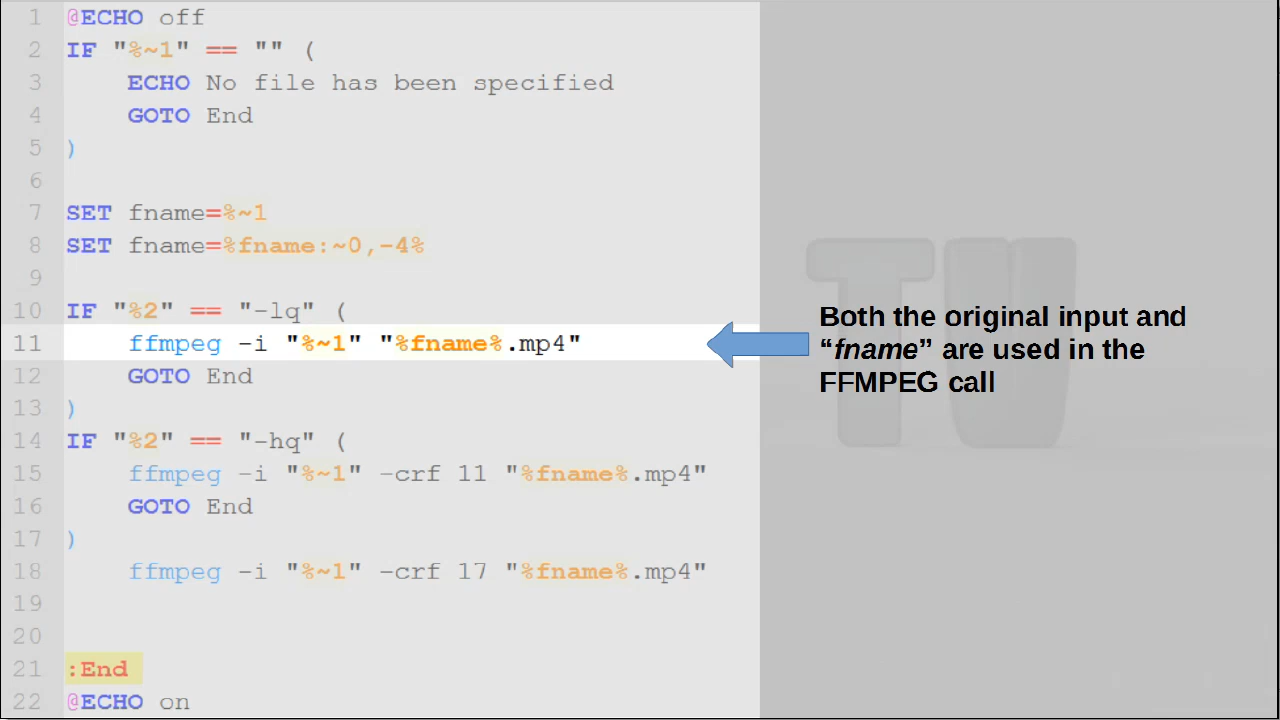 1 @ECHO off
2 IF "%~1" == "" (
3 ECHO No file has been specified
4 GOTO End
5 )
6
7 SET fname=%~1
8 SET fname=%fname:~0,-4%
9
10 IF "%2" == "-lq" (
11 ffmpeg -i "%~1" "%fname%.mp4"
12 GOTO End
13 )
14 IF "%2" == "-hq" (
15 ffmpeg -i "%~1" -crf 11 "%fname%.mp4"
16 GOTO End
17 )
18 ffmpeg -i "%~1" -crf 17 "%fname%.mp4"
19
20
21 :End
22 @ECHO on
TU
Both the original input and
“fname” are used in the
FFMPEG call